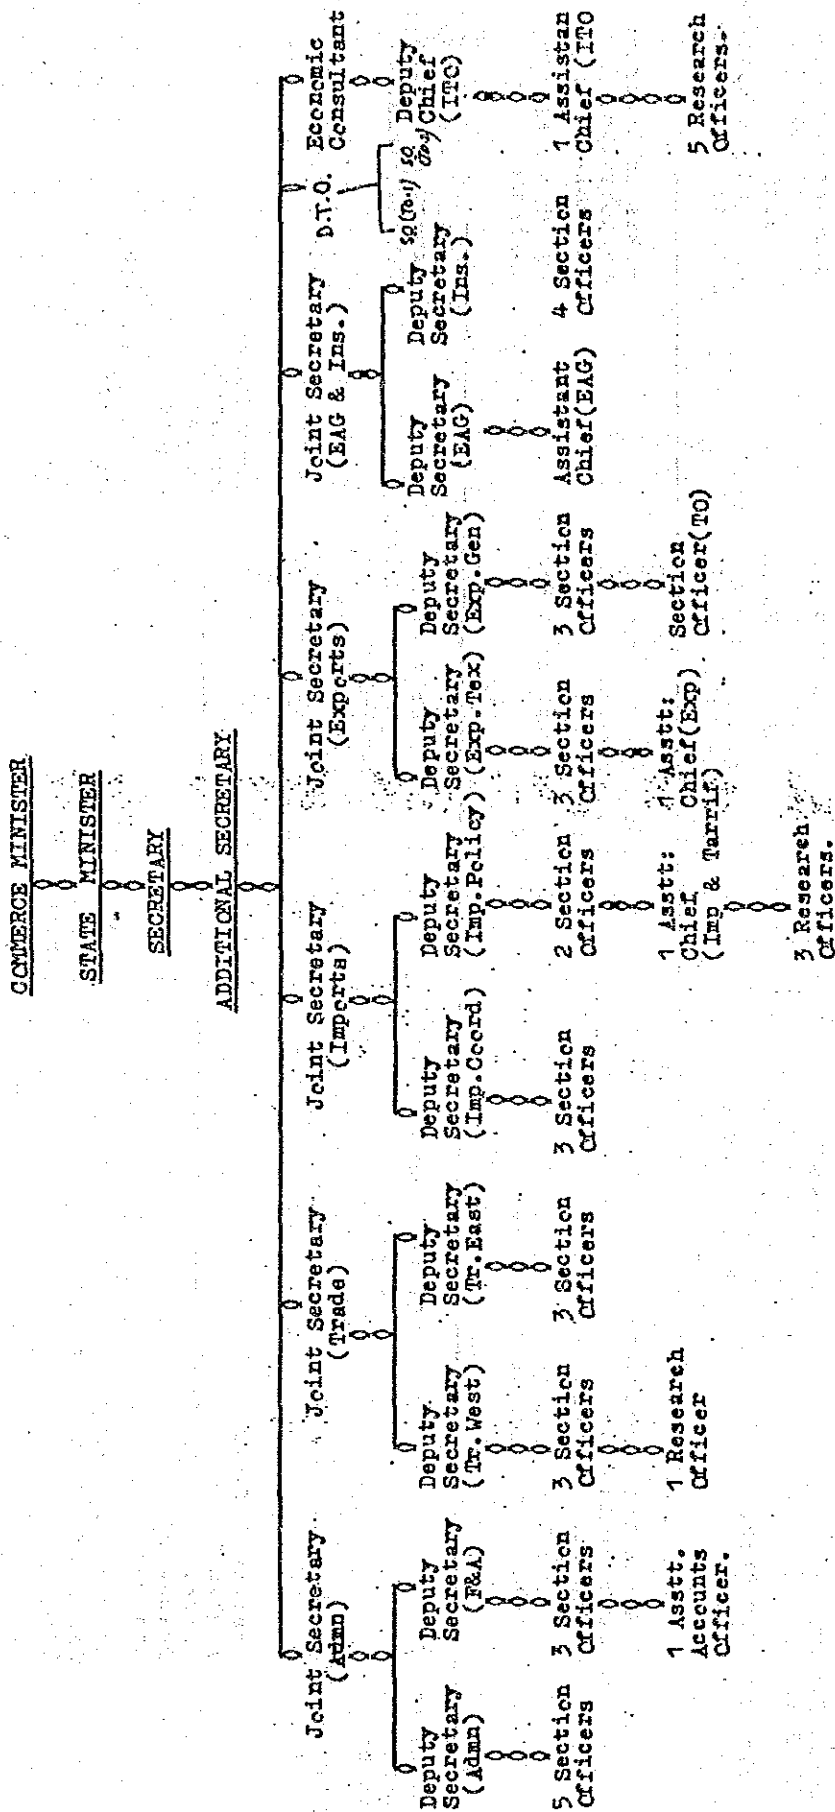 COMMERCE MINISTER
STATE MINISTER
SECRETARY
ADDITIONAL SECRETARY
Joint Secretary
(Admn)
Joint Secretary
(Trade)
Joint Secretary
(Imports)
Joint Secretary
(Exports)
Joint Secretary
(EAG & Ins.)
D.T.O.
Economic
Consultant
Deputy
Secretary
(Admn)
Deputy
Secretary
(F&A)
Deputy
Secretary
(Tr.West)
Deputy
Secretary
(Tr.East)
Deputy
Secretary
(Imp.Coord)
Deputy
Secretary
(Imp.Policy)
Deputy
Secretary
(Exp.Tex)
Deputy
Secretary
(Exp.Gen)
Deputy
Secretary
(EAG)
Deputy
Secretary
(Ins.)
SO (TO-1)
SO
Deputy
Chief
(ITC)
5 Section
Officers
3 Section
Officers
3 Section
Officers
3 Section
Officers
3 Section
Officers
2 Section
Officers
3 Section
Officers
3 Section
Officers
Assistant
Chief(EAG)
4 Section
Officers
1 Assistan
Chief (ITO
1 Asstt.
Accounts
Officer.
1 Research
Officer
1 Asstt:
Chief
(Imp & Tarrif)
1 Asstt:
Chief(Exp)
Section
Officer(TO)
5 Research
Officers.
3 Research
Officers.